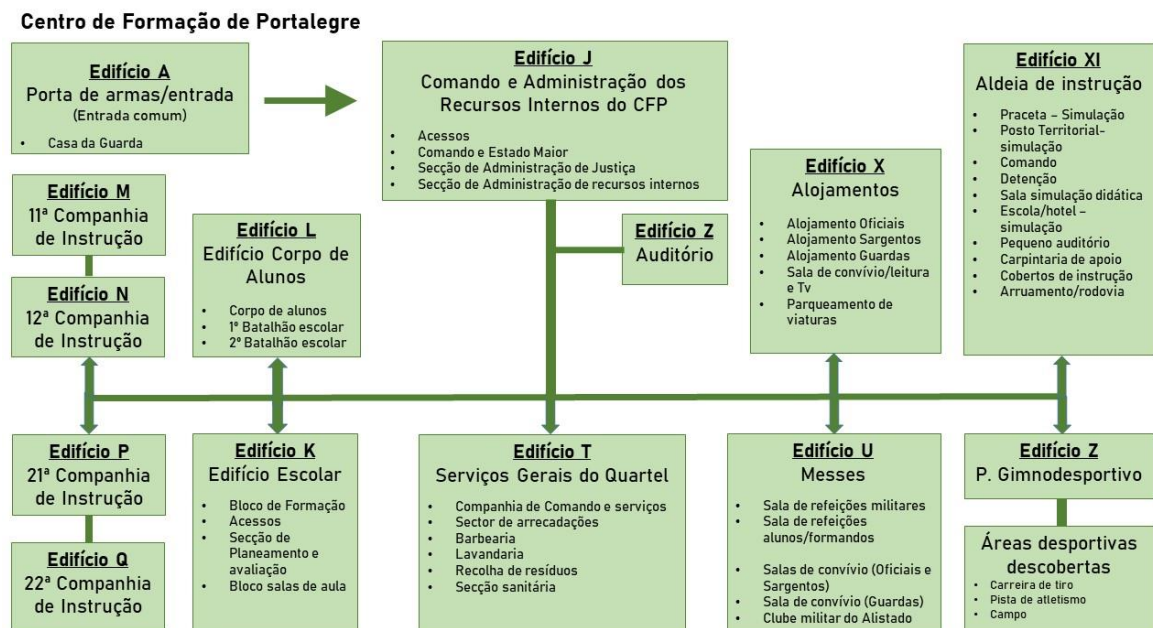 Centro de Formação de Portalegre
Edifício A
Porta de armas/entrada
(Entrada comum)
• Casa da Guarda
Edifício J
Comando e Administração dos
Recursos Internos do CFP
• Acessos
• Comando e Estado Maior
• Secção de Administração de Justiça
• Secção de Administração de recursos internos
Edifício XI
Aldeia de instrução
• Praceta – Simulação
• Posto Territorial-
simulação
• Comando
• Detenção
• Sala simulação didática
• Escola/hotel –
simulação
• Pequeno auditório
• Carpintaria de apoio
• Cobertos de instrução
• Arruamento/rodovia
Edifício M
11ª Companhia
de Instrução
Edifício N
12ª Companhia
de Instrução
Edifício L
Edifício Corpo de
Alunos
• Corpo de alunos
• 1º Batalhão escolar
• 2º Batalhão escolar
Edifício Z
Auditório
Edifício X
Alojamentos
• Alojamento Oficiais
• Alojamento Sargentos
• Alojamento Guardas
• Sala de convívio/leitura
e Tv
• Parqueamento de
viaturas
Edifício P
21ª Companhia
de Instrução
Edifício Q
22ª Companhia
de Instrução
Edifício K
Edifício Escolar
• Bloco de Formação
• Acessos
• Secção de
Planeamento e
avaliação
• Bloco salas de aula
Edifício T
Serviços Gerais do Quartel
• Companhia de Comando e serviços
• Sector de arrecadações
• Barbearia
• Lavandaria
• Recolha de resíduos
• Secção sanitária
Edifício U
Messes
• Sala de refeições militares
• Sala de refeições
alunos/formandos
• Salas de convívio (Oficiais e
Sargentos)
• Sala de convívio (Guardas)
• Clube militar do Alistado
Edifício Z
P. Gimnodesportivo
Áreas desportivas
descobertas
• Carreira de tiro
• Pista de atletismo
• Campo